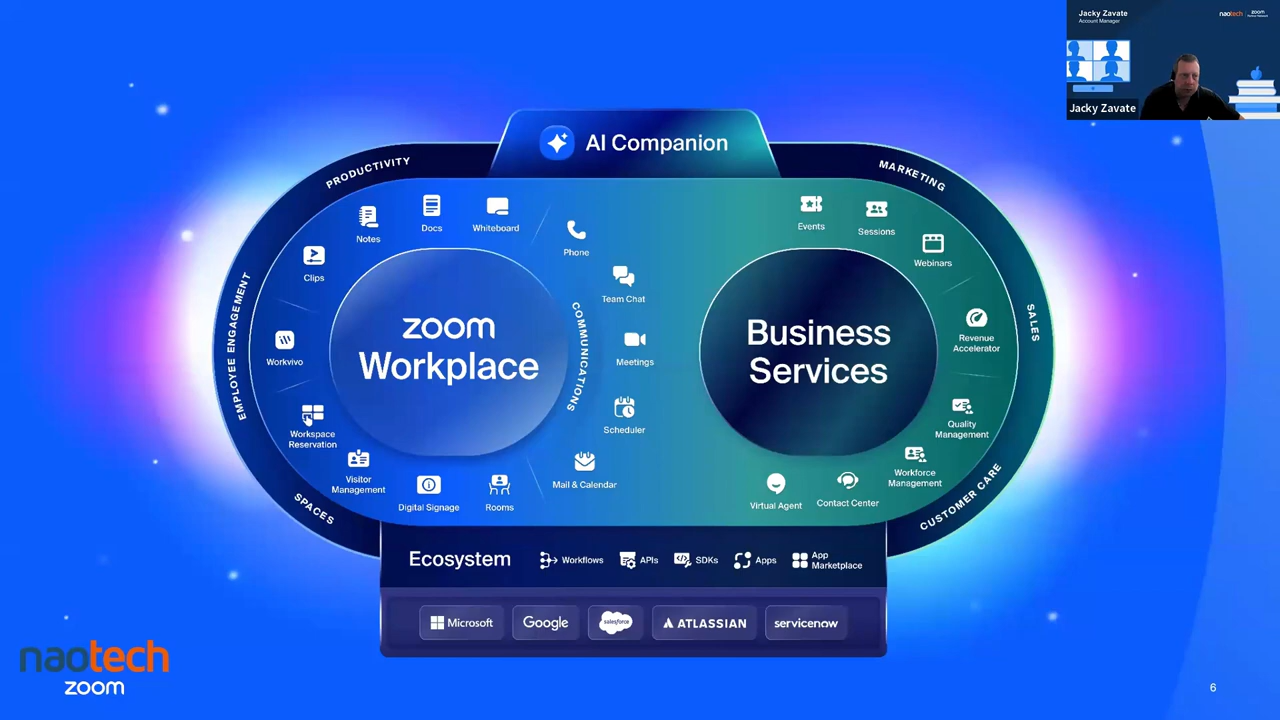 Jacky Zavate
Account Manager
naotech
zoom
Jacky Zavate
AI Companion
PRODUCTIVITY
MARKETING
EMPLOYEE ENGAGEMENT
COMMUNICATIONS
SALES
SPACES
CUSTOMER CARE
Notes
Docs
Whiteboard
Clips
Workvivo
Workspace
Reservation
Visitor
Management
Digital Signage
Rooms
zoom
Workplace
Phone
Team Chat
Meetings
Scheduler
Mail & Calendar
Business
Services
Events
Sessions
Webinars
Revenue
Accelerator
Quality
Management
Workforce
Management
Contact Center
Virtual Agent
Ecosystem
Workflows
APIs
SDKs
Apps
App
Marketplace
Microsoft
Google
salesforce
ATLASSIAN
servicenow
naotech
zoom
6